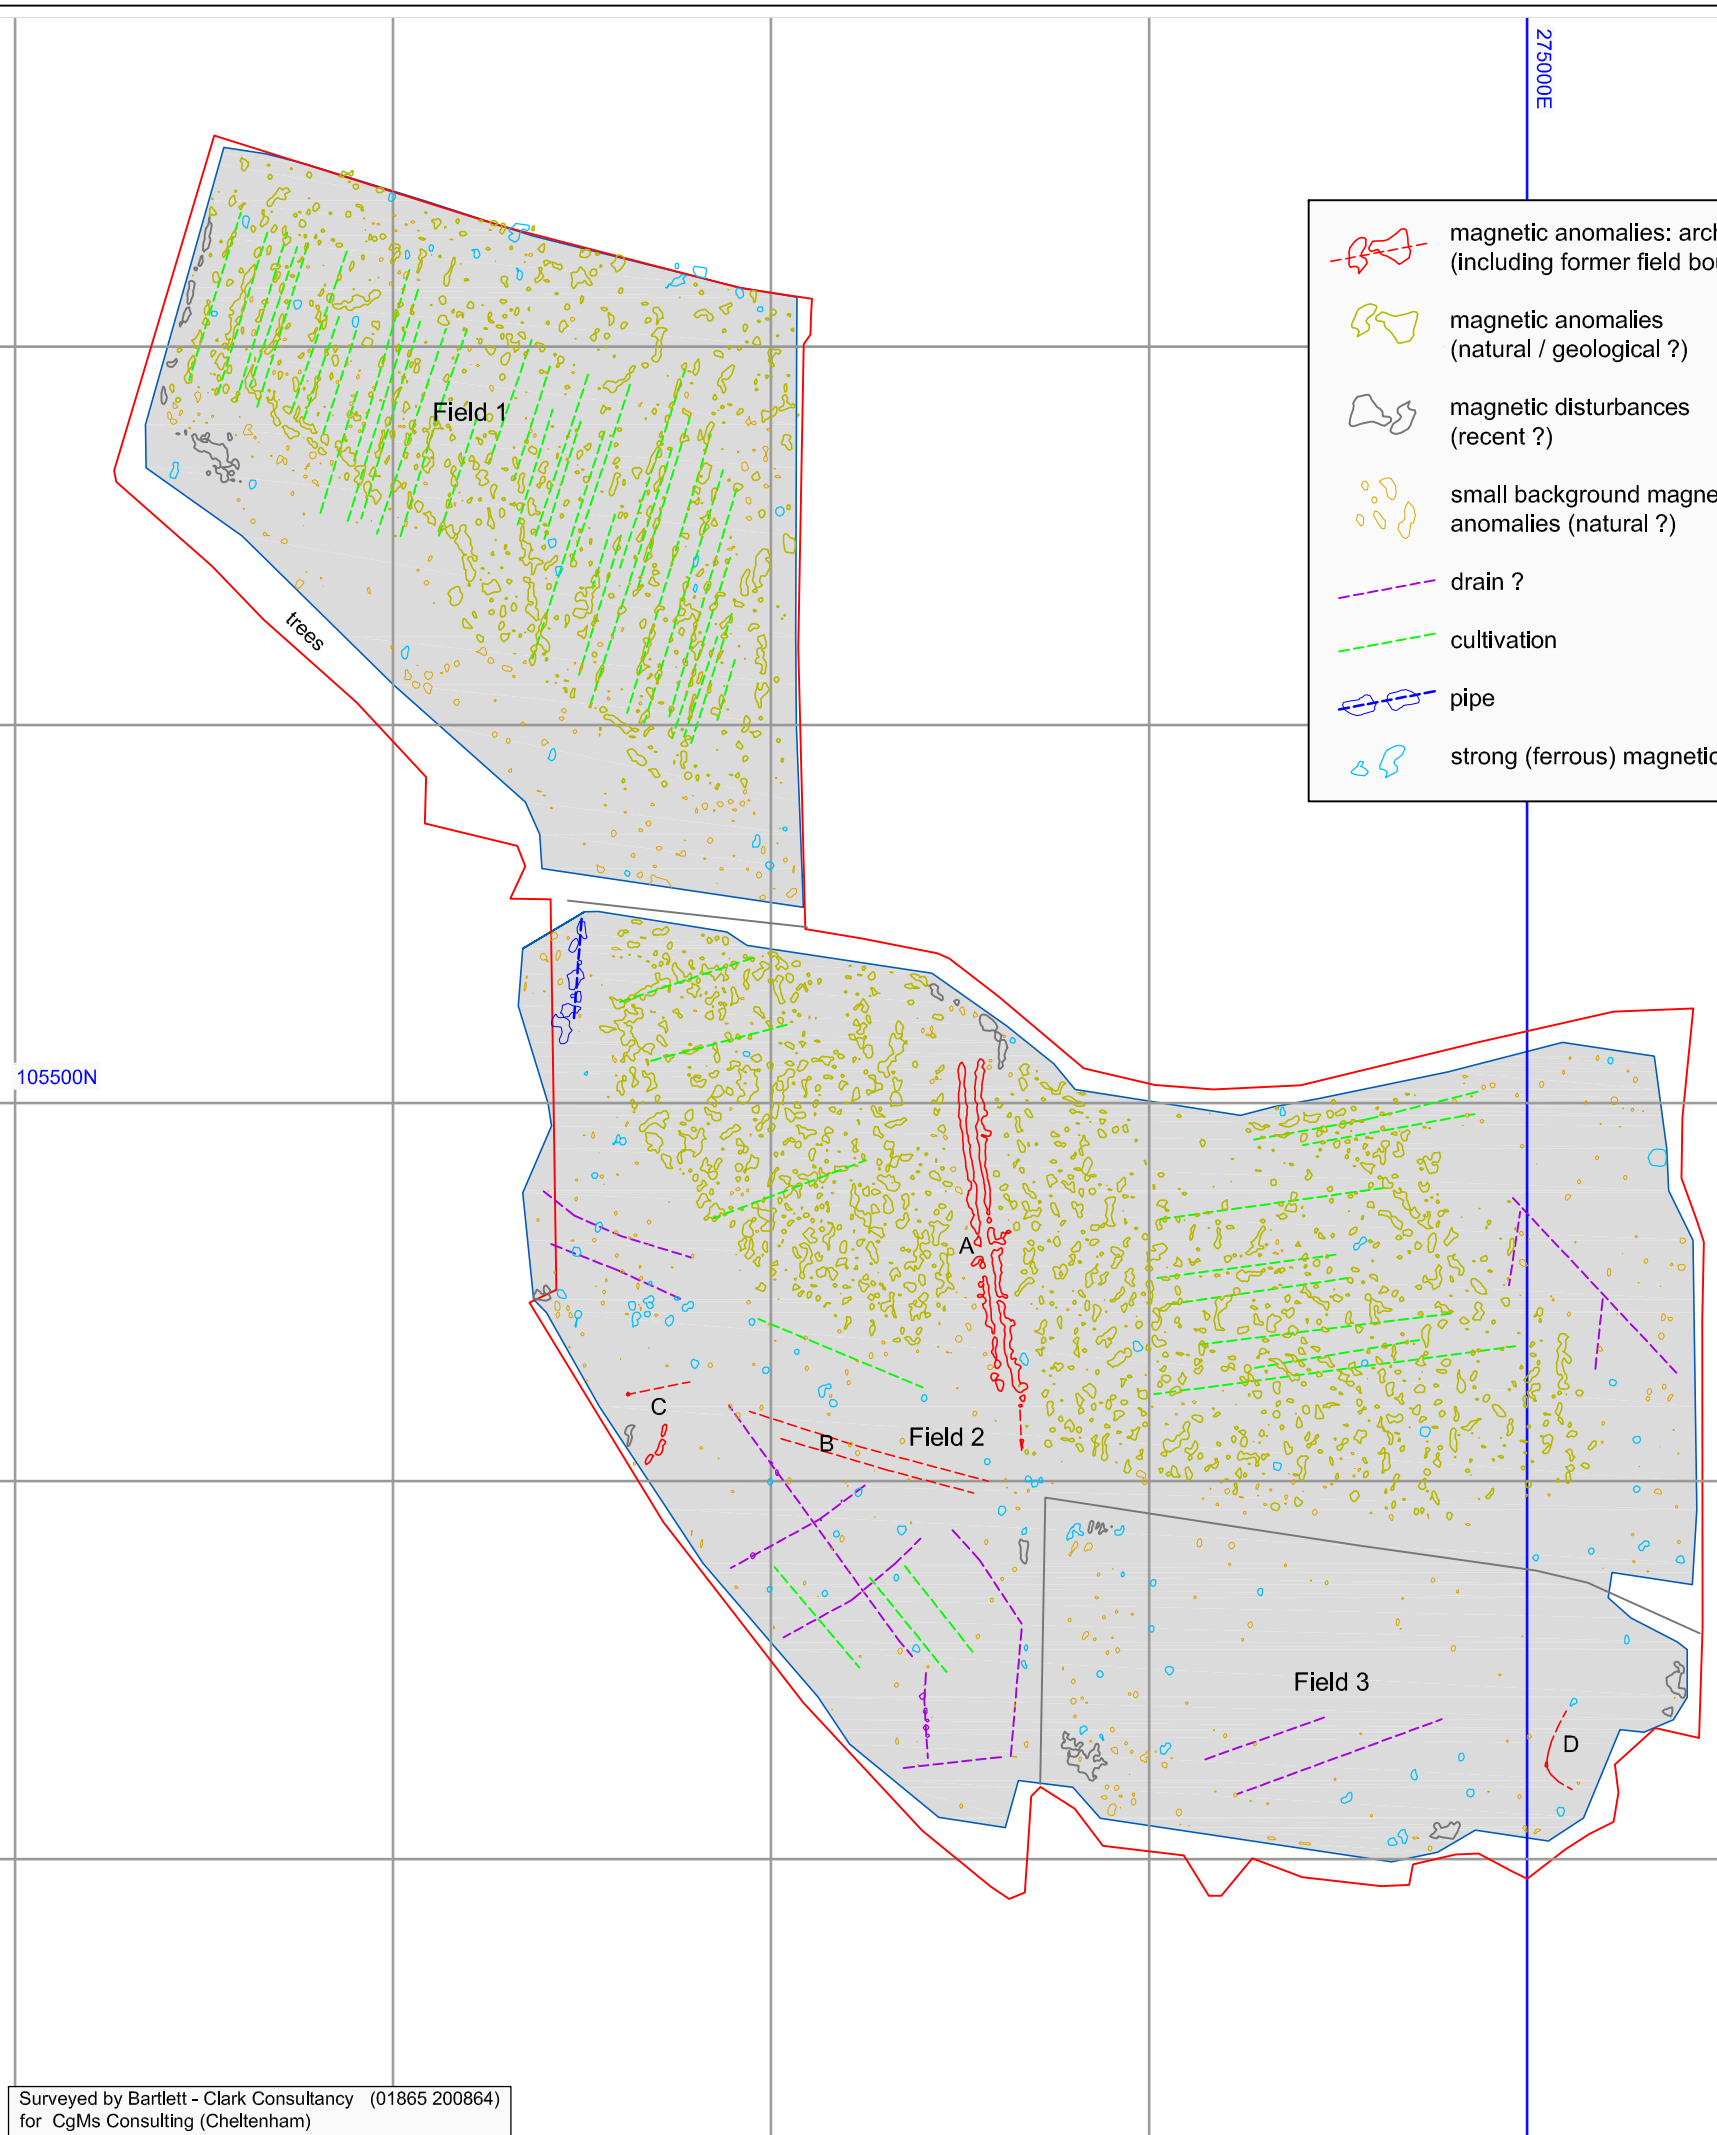 275000E
magnetic anomalies: arch
(including former field bou
magnetic anomalies
(natural / geological ?)
magnetic disturbances
(recent ?)
small background magne
anomalies (natural ?)
drain ?
cultivation
pipe
strong (ferrous) magnetic
Field 1
trees
105500N
A
C
B
Field 2
Field 3
D
Surveyed by Bartlett - Clark Consultancy (01865 200864)
for CgMs Consulting (Cheltenham)